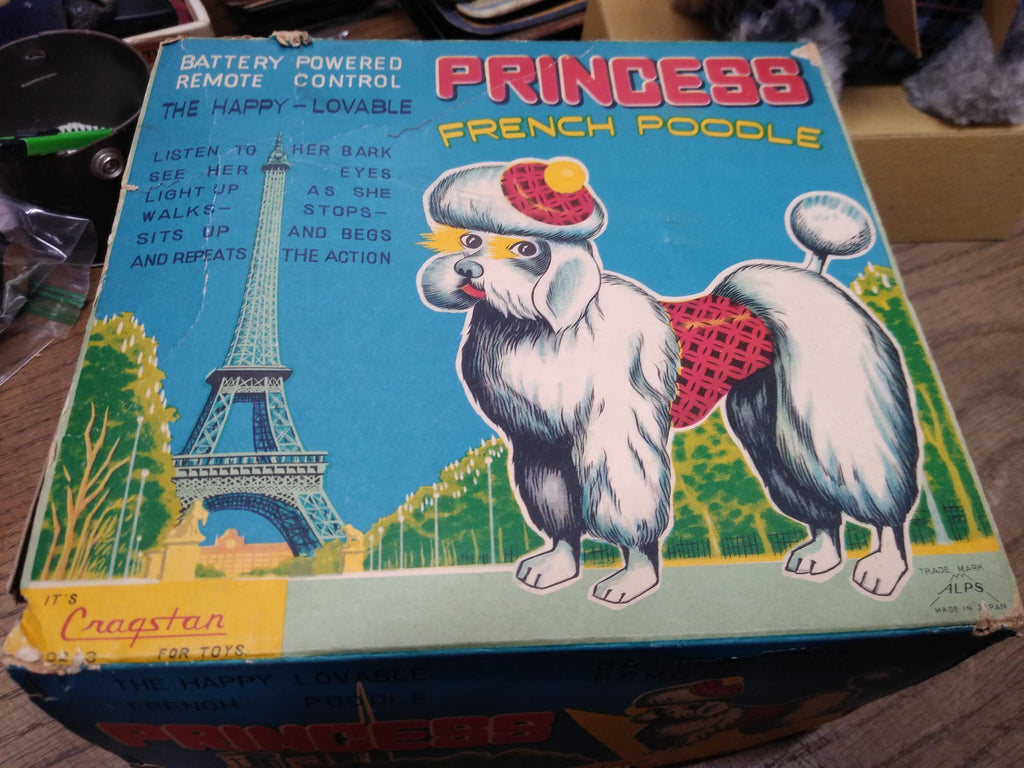 BATTERY POWERED
REMOTE CONTROL
THE HAPPY-LOVABLE
PRINCESS
FRENCH POODLE
LISTEN TO HER BARK
SEE HER EYES
LIGHT UP AS SHE
WALKS- STOPS-
SITS UP AND BEGS
AND REPEATS THE ACTION
IT'S
Cragstan
FOR TOYS
TRADE MARK
ALPS
MADE IN JAPAN
THE HAPPY LOVABLE
FRENCH POODLE
PRINCESS